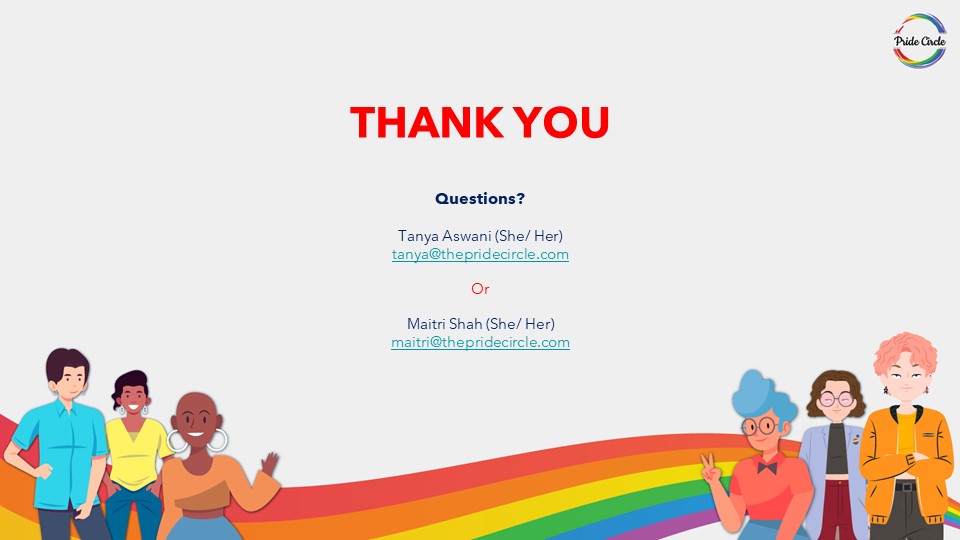 Pride Circle
THANK YOU
Questions?
Tanya Aswani (She/ Her)
tanya@thepridecircle.com
Or
Maitri Shah (She/ Her)
maitri@thepridecircle.com